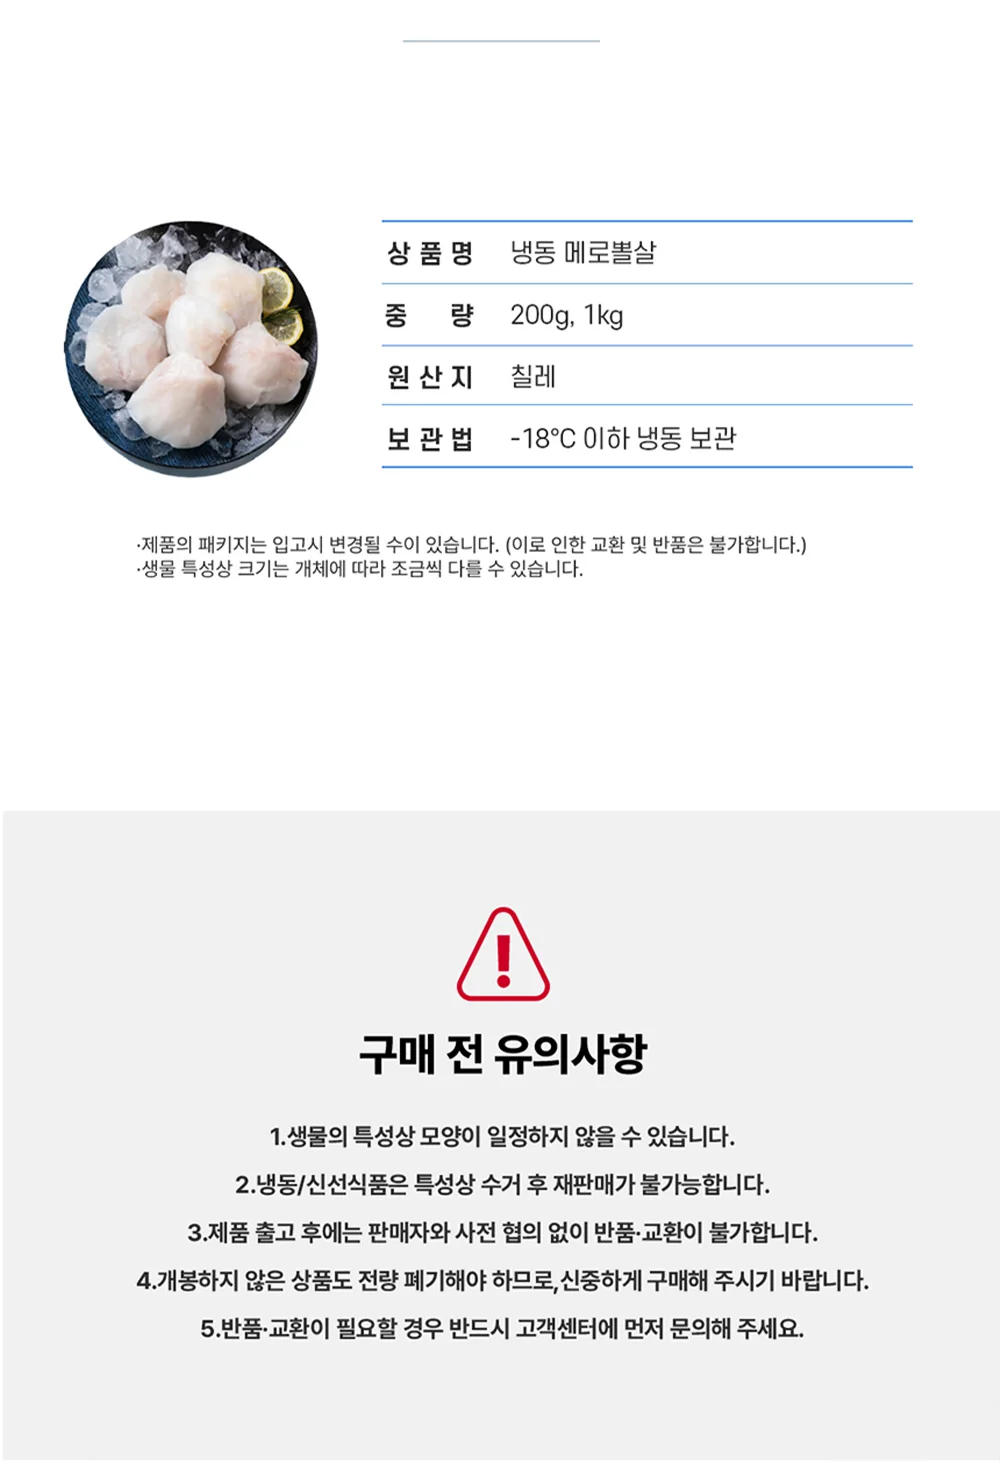 상품명 냉동 메로뽈살
중량 200g, 1kg
원산지 칠레
보관법 -18℃ 이하 냉동 보관
·제품의 패키지는 입고시 변경될 수이 있습니다. (이로 인한 교환 및 반품은 불가합니다.)
·생물 특성상 크기는 개체에 따라 조금씩 다를 수 있습니다.
구매 전 유의사항
1.생물의 특성상 모양이 일정하지 않을 수 있습니다.
2.냉동/신선식품은 특성상 수거 후 재판매가 불가능합니다.
3.제품 출고 후에는 판매자와 사전 협의 없이 반품·교환이 불가합니다.
4.개봉하지 않은 상품도 전량 폐기해야 하므로,신중하게 구매해 주시기 바랍니다.
5.반품·교환이 필요할 경우 반드시 고객센터에 먼저 문의해 주세요.